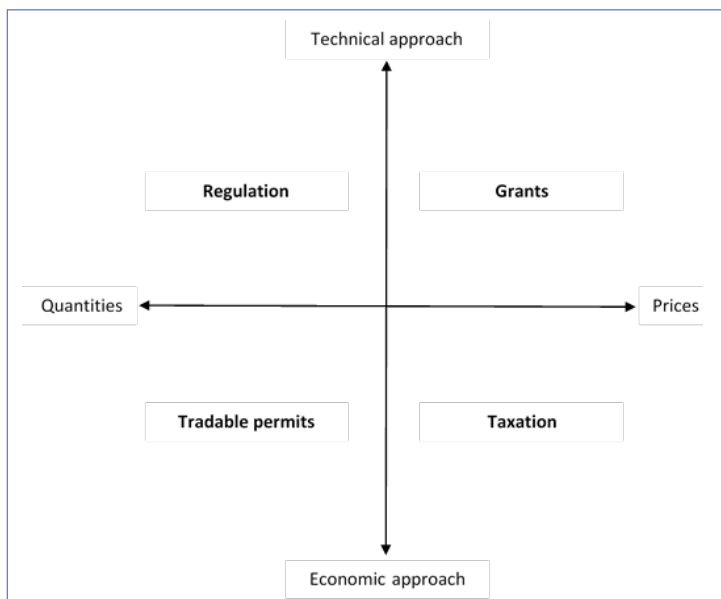 Technical approach
Regulation
Grants
Quantities
Prices
Tradable permits
Taxation
Economic approach